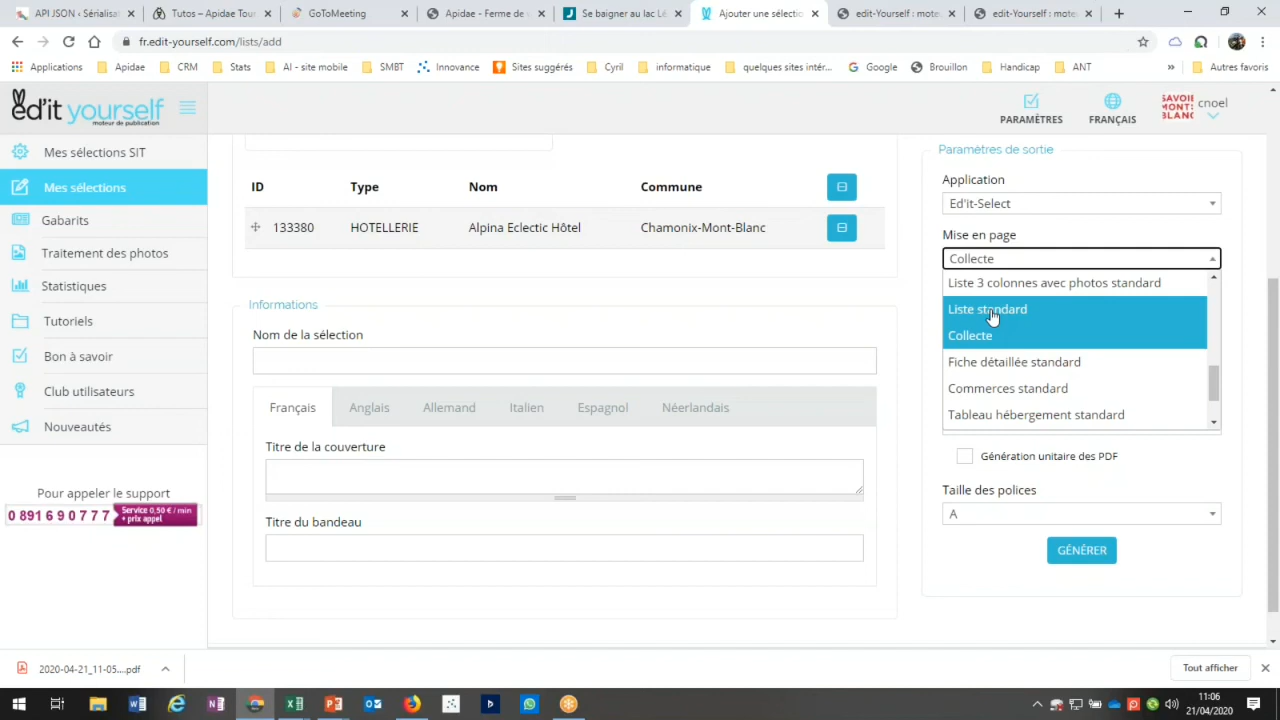 API JSON ‹ Sérialisa
Tutos – Apidae Tour
GoToMeeting
Apidae - Ferme de
Se baigner au lac Lé
Ajouter une sélectio
edit-Yourself : mote
edit-Yourself : mote
fr.edit-yourself.com/lists/add
Applications
Apidae
CRM
Stats
AI - site mobile
SMBT
Innovance
Sites suggérés
Cyril
informatique
quelques sites intér...
Google
Brouillon
Handicap
ANT
»
Autres favoris
ed'it yourself
moteur de publication
PARAMÈTRES
FRANÇAIS
SAVOIE
MONT
BLANC
cnoel
Mes sélections SIT
Mes sélections
Gabarits
Traitement des photos
Statistiques
Tutoriels
Bon à savoir
Club utilisateurs
Nouveautés
Pour appeler le support
0 891 690 777
Service 0,50 € / min
+ prix appel
ID Type Nom Commune
133380 HOTELLERIE Alpina Eclectic Hôtel Chamonix-Mont-Blanc
Informations
Nom de la sélection
Français Anglais Allemand Italien Espagnol Néerlandais
Titre de la couverture
Titre du bandeau
Paramètres de sortie
Application
Ed'it-Select
Mise en page
Collecte
Liste 3 colonnes avec photos standard
Liste standard
Collecte
Fiche détaillée standard
Commerces standard
Tableau hébergement standard
Génération unitaire des PDF
Taille des polices
A
GÉNÉRER
2020-04-21_11-05....pdf
Tout afficher
11:06
21/04/2020